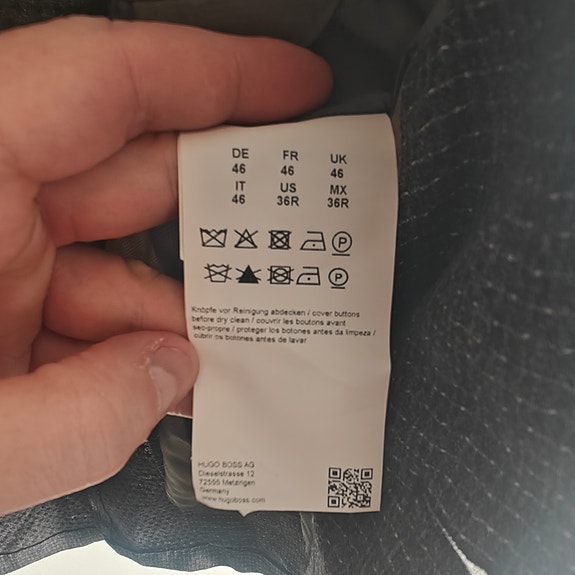 DE FR UK
46 46 46
IT US MX
46 36R 36R
P
P
Knöpfe vor Reinigung abdecken / cover buttons
before dry clean / couvrir les boutons avant
sec-propre / proteger los botones antes da limpeza /
cubrir os botones antes de lavar
HUGO BOSS AG
Dieselstrasse 12
72555 Metzingen
Germany
www.hugoboss.com